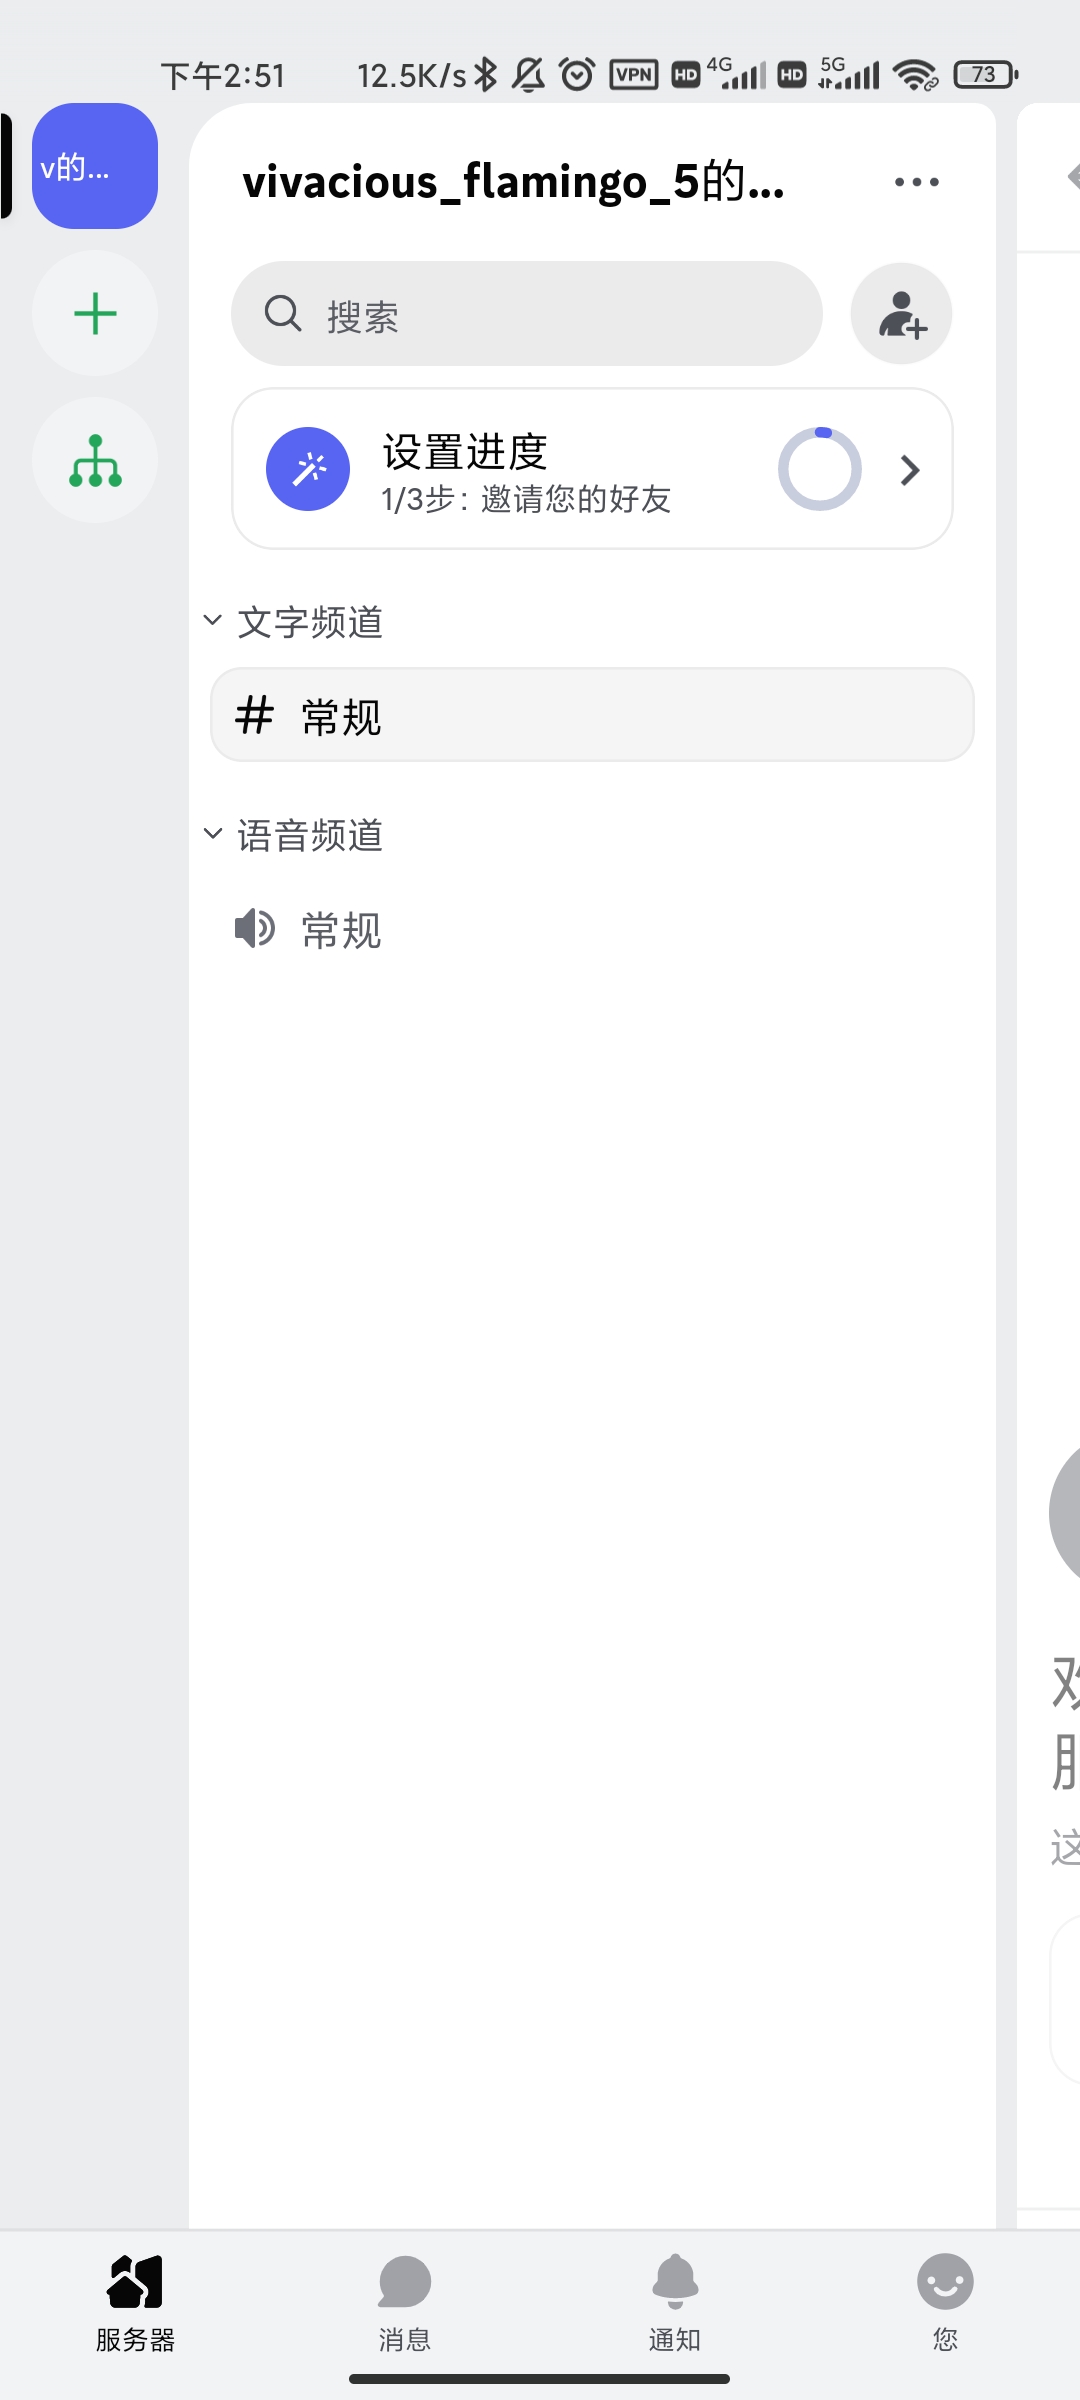 下午2:51 12.5K/s VPN HD 4G HD 5G 73
v的...
vivacious_flamingo_5的...
搜索
设置进度
1/3步：邀请您的好友
文字频道
常规
语音频道
常规
服
这
服务器 消息 通知 您